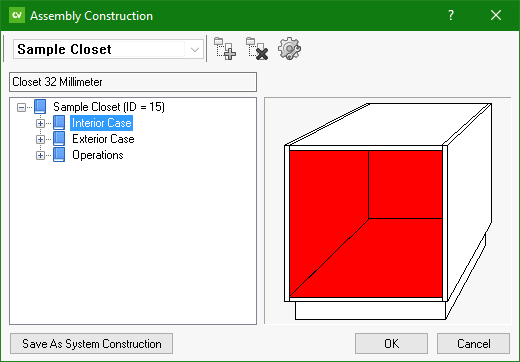 CV Assembly Construction ?
Sample Closet
Closet 32 Millimeter
Sample Closet (ID = 15)
Interior Case
Exterior Case
Operations
Save As System Construction OK Cancel